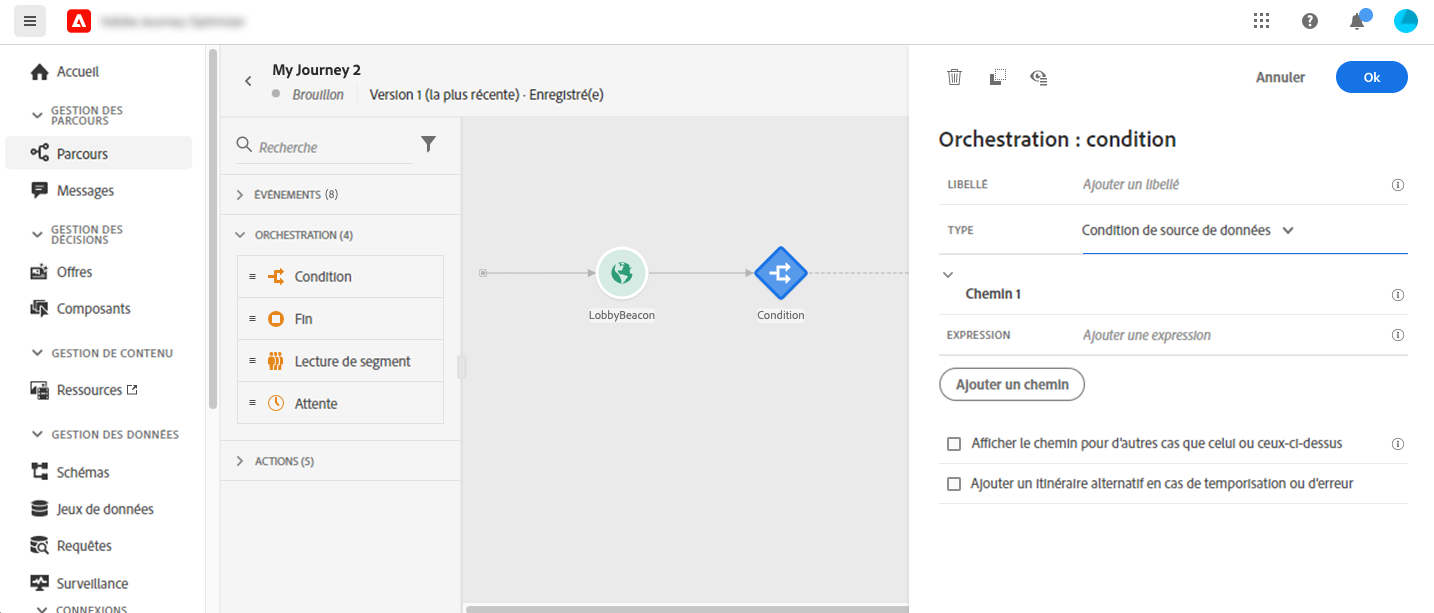 Accueil
GESTION DES
PARCOURS
Parcours
Messages
GESTION DES
DÉCISIONS
Offres
Composants
GESTION DE CONTENU
Ressources
GESTION DES DONNÉES
Schémas
Jeux de données
Requêtes
Surveillance
CONNEXIONS
My Journey 2
Brouillon
Version 1 (la plus récente) · Enregistré(e)
Recherche
ÉVÉNEMENTS (8)
ORCHESTRATION (4)
Condition
Fin
Lecture de segment
Attente
ACTIONS (5)
LobbyBeacon
Condition
Annuler
Ok
Orchestration : condition
LIBELLÉ
Ajouter un libellé
TYPE
Condition de source de données
Chemin 1
EXPRESSION
Ajouter une expression
Ajouter un chemin
Afficher le chemin pour d'autres cas que celui ou ceux-ci-dessus
Ajouter un itinéraire alternatif en cas de temporisation ou d'erreur